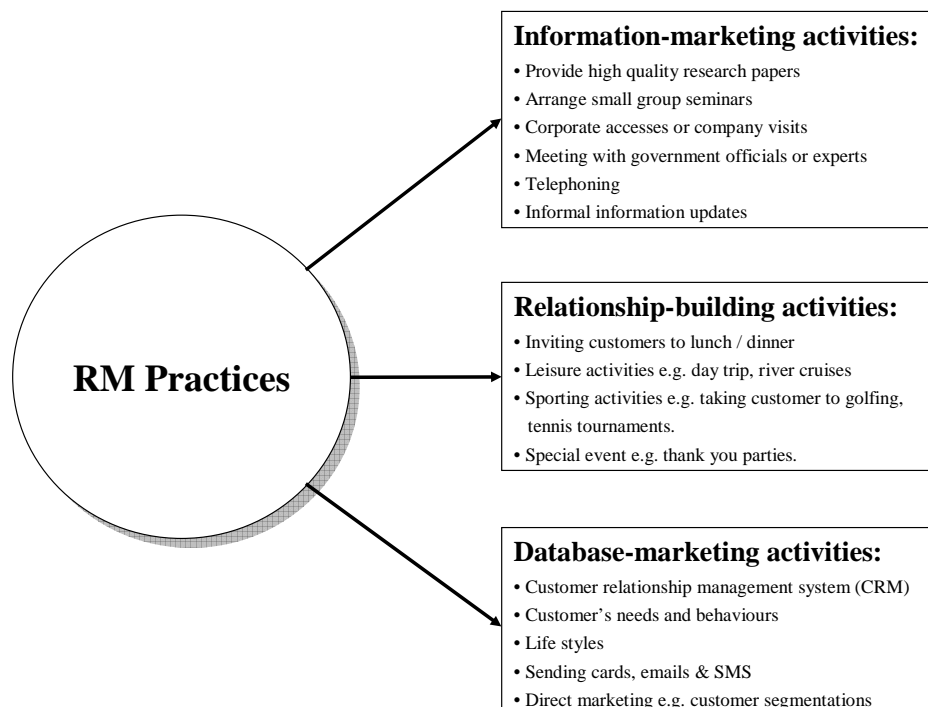 Information-marketing activities:
• Provide high quality research papers
• Arrange small group seminars
• Corporate accesses or company visits
• Meeting with government officials or experts
• Telephoning
• Informal information updates
RM Practices
Relationship-building activities:
• Inviting customers to lunch / dinner
• Leisure activities e.g. day trip, river cruises
• Sporting activities e.g. taking customer to golfing,
tennis tournaments.
• Special event e.g. thank you parties.
Database-marketing activities:
• Customer relationship management system (CRM)
• Customer’s needs and behaviours
• Life styles
• Sending cards, emails & SMS
• Direct marketing e.g. customer segmentations